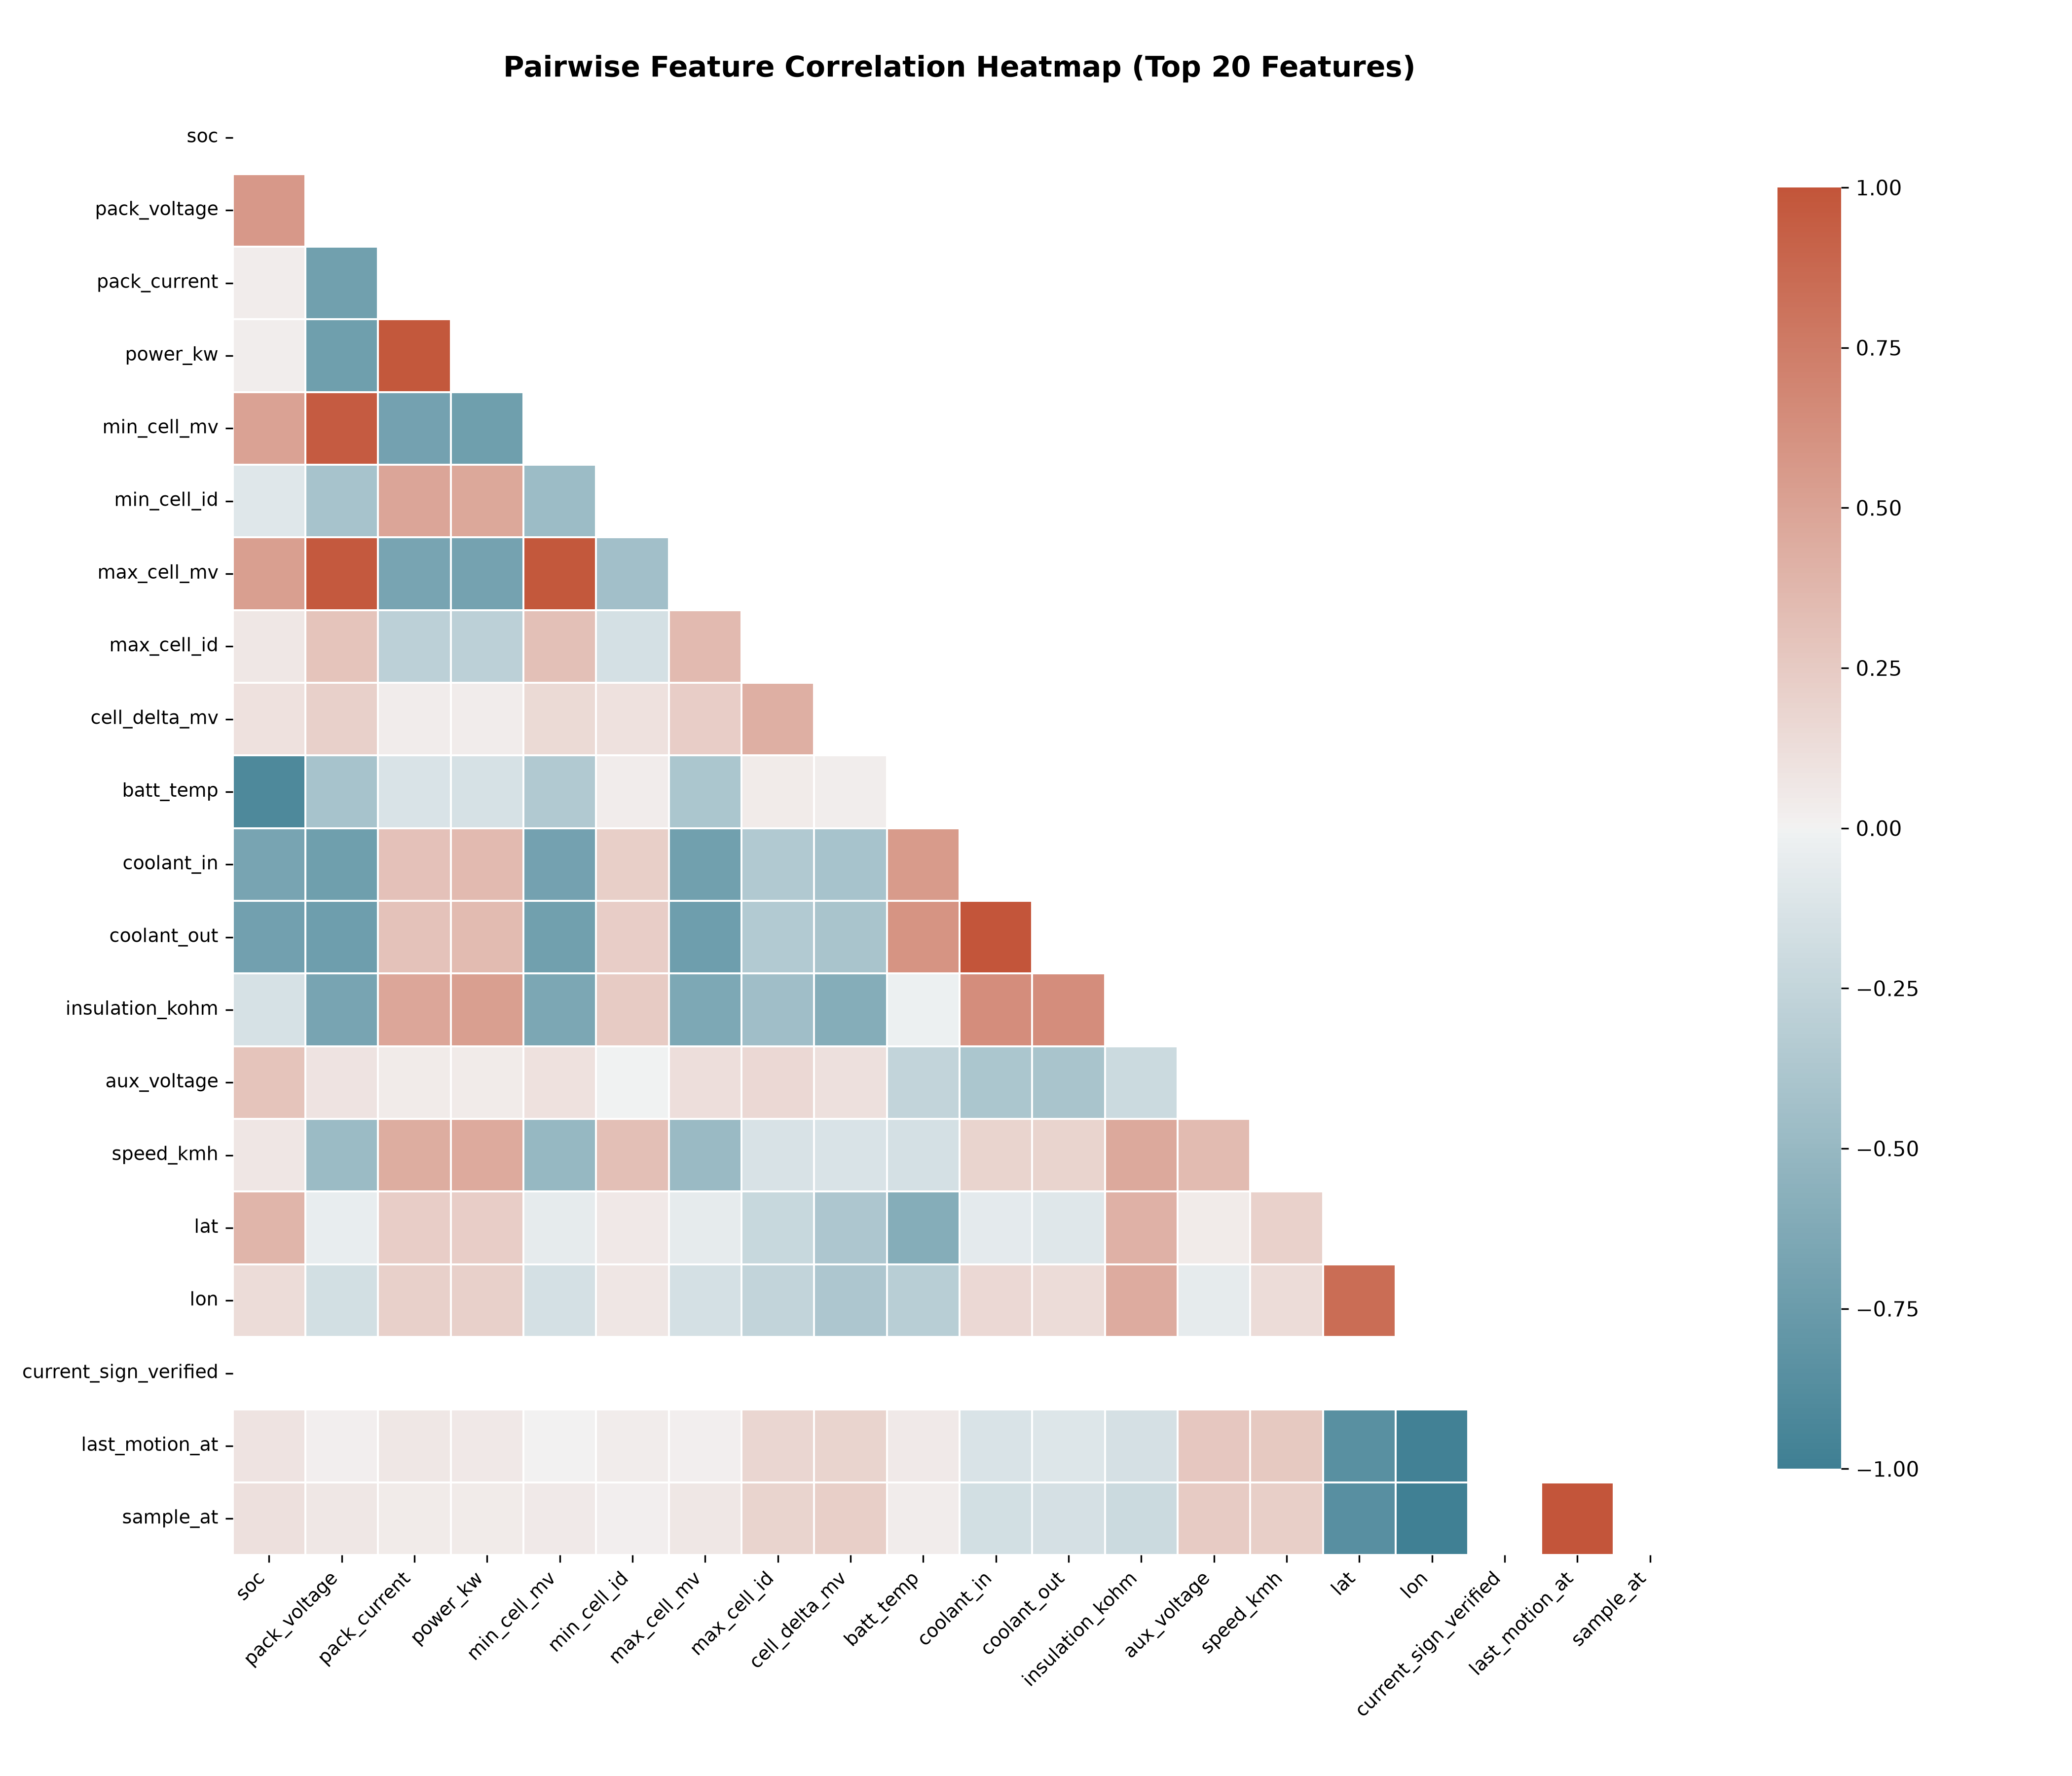 Pairwise Feature Correlation Heatmap (Top 20 Features)
soc
pack_voltage
pack_current
power_kw
min_cell_mv
min_cell_id
max_cell_mv
max_cell_id
cell_delta_mv
batt_temp
coolant_in
coolant_out
insulation_kohm
aux_voltage
speed_kmh
lat
lon
current_sign_verified
last_motion_at
sample_at
soc
pack_voltage
pack_current
power_kw
min_cell_mv
min_cell_id
max_cell_mv
max_cell_id
cell_delta_mv
batt_temp
coolant_in
coolant_out
insulation_kohm
aux_voltage
speed_kmh
lat
lon
current_sign_verified
last_motion_at
sample_at
1.00
0.75
0.50
0.25
0.00
−0.25
−0.50
−0.75
−1.00